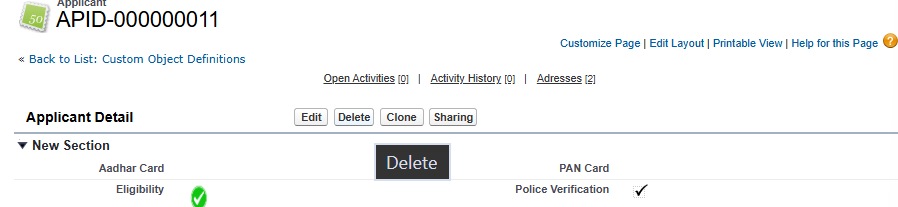 Applicant
APID-000000011
Customize Page | Edit Layout | Printable View | Help for this Page ?
« Back to List: Custom Object Definitions
Open Activities [0] | Activity History [0] | Adresses [2]
Applicant Detail Edit Delete Clone Sharing
New Section
Aadhar Card Delete PAN Card
Eligibility Police Verification